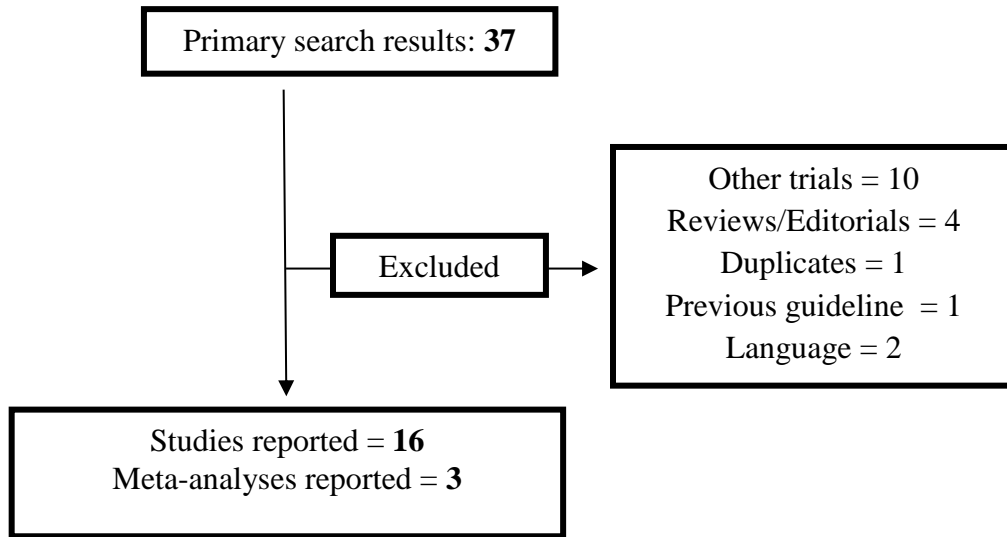 Primary search results: 37
Other trials = 10
Reviews/Editorials = 4
Duplicates = 1
Previous guideline = 1
Language = 2
Excluded
Studies reported = 16
Meta-analyses reported = 3